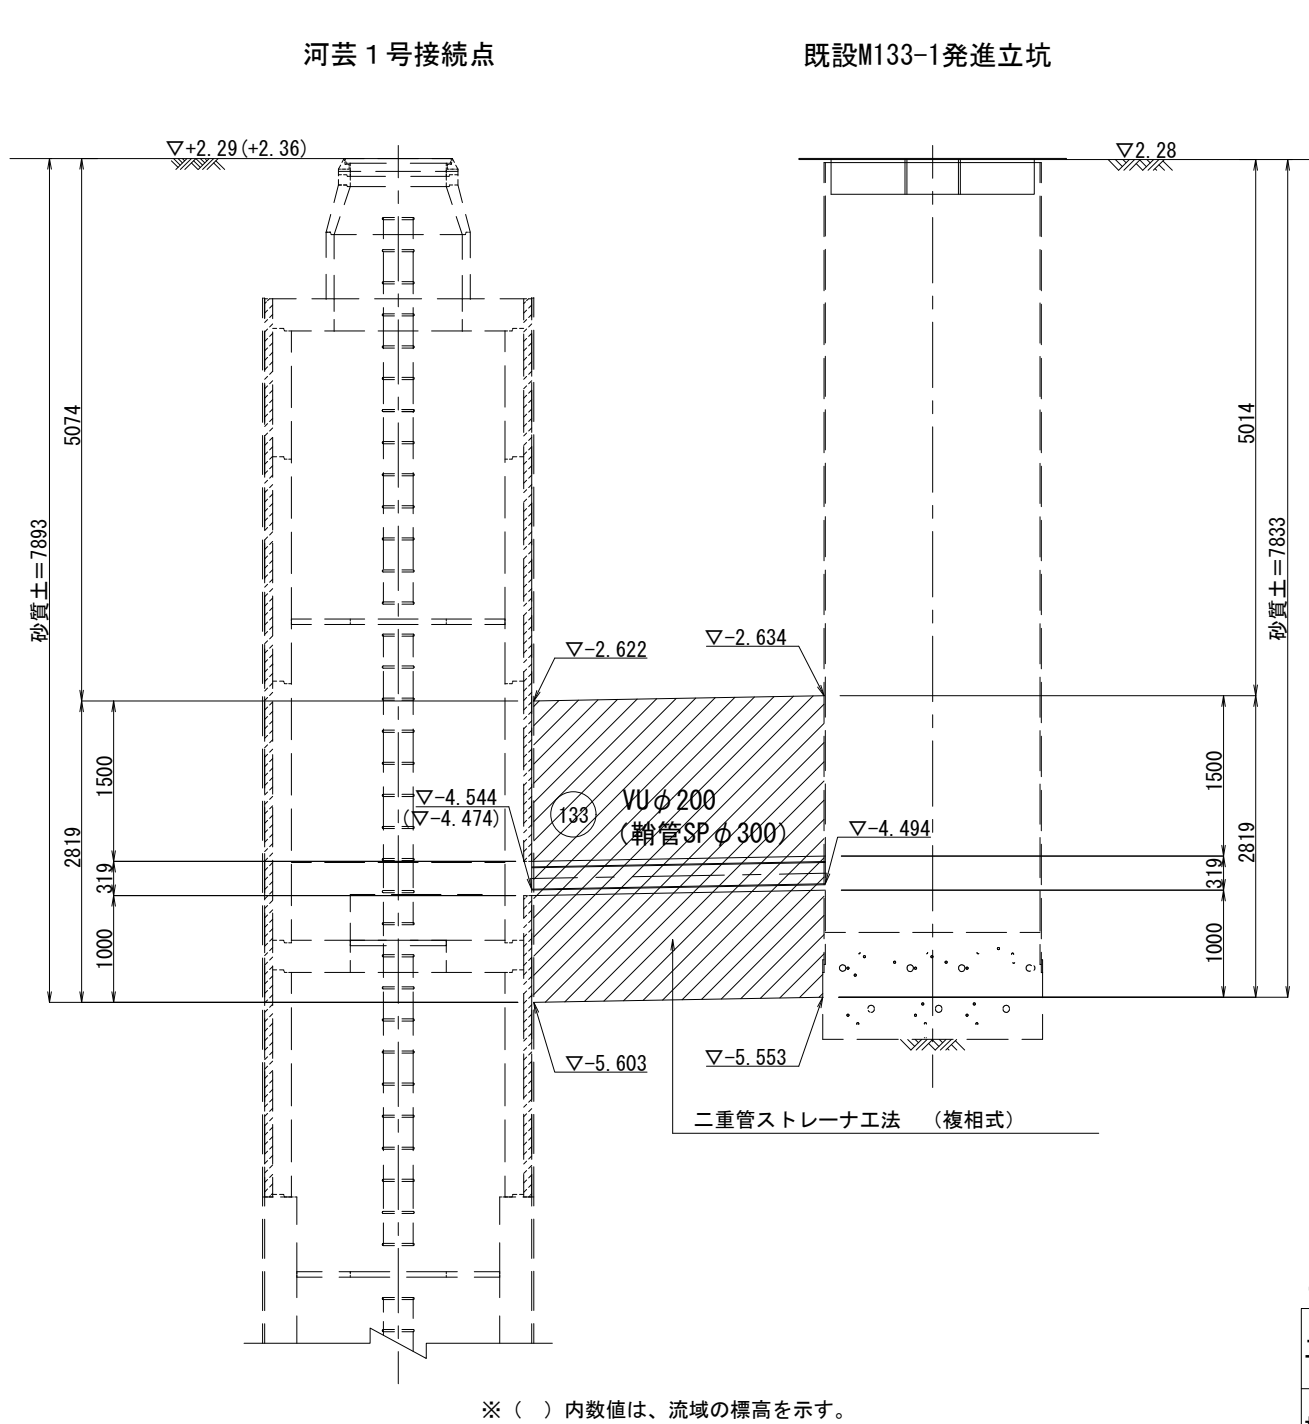 河芸１号接続点
既設M133-1発進立坑
▽+2.29(+2.36)
▽2.28
5074
5014
砂質土＝7893
砂質土＝7833
▽-2.622
▽-2.634
1500
1500
▽-4.544
(▽-4.474)
133
VUφ200
(鞘管SPφ300)
▽-4.494
2819
2819
319
319
1000
1000
▽-5.603
▽-5.553
二重管ストレーナ工法　（複相式）
※（　）内数値は、流域の標高を示す。